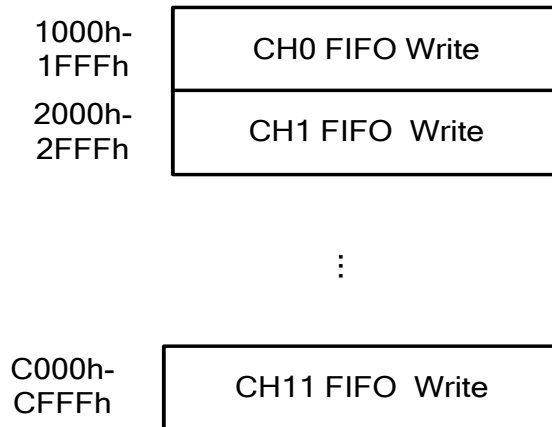 1000h-
1FFFh
CH0 FIFO Write
2000h-
2FFFh
CH1 FIFO  Write
⋮
C000h-
CFFFh
CH11 FIFO  Write